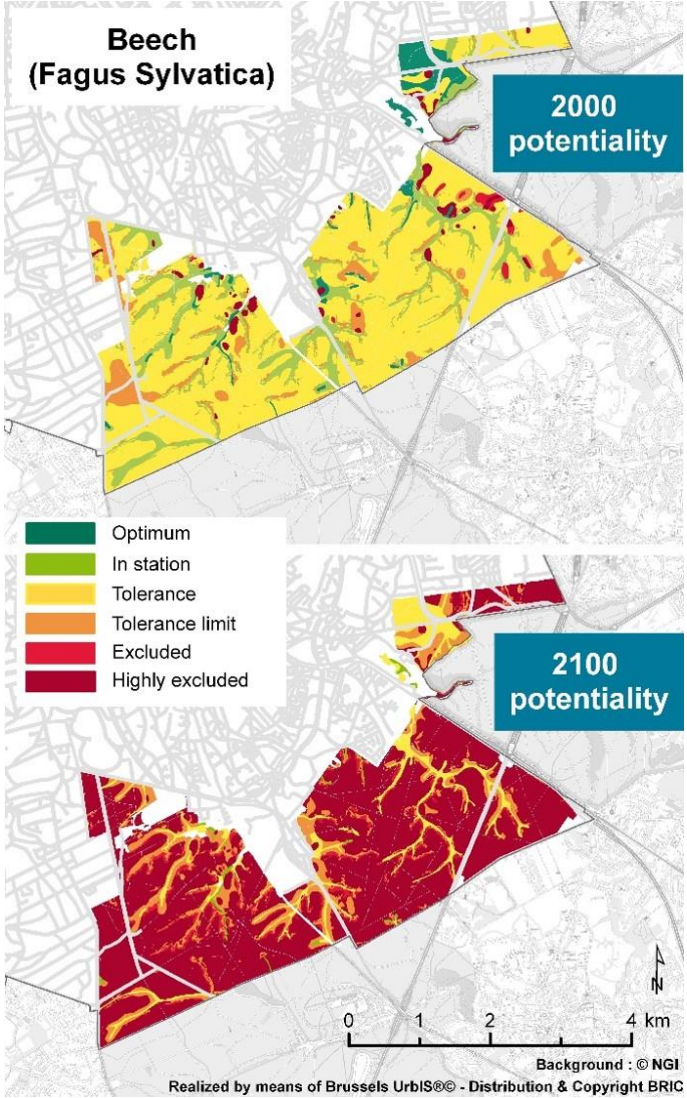 Beech
(Fagus Sylvatica)
2000
potentiality
Optimum
In station
Tolerance
Tolerance limit
Excluded
Highly excluded
2100
potentiality
N
0 1 2 4 km
Background : © NGI
Realized by means of Brussels UrbIS®© - Distribution & Copyright BRIC